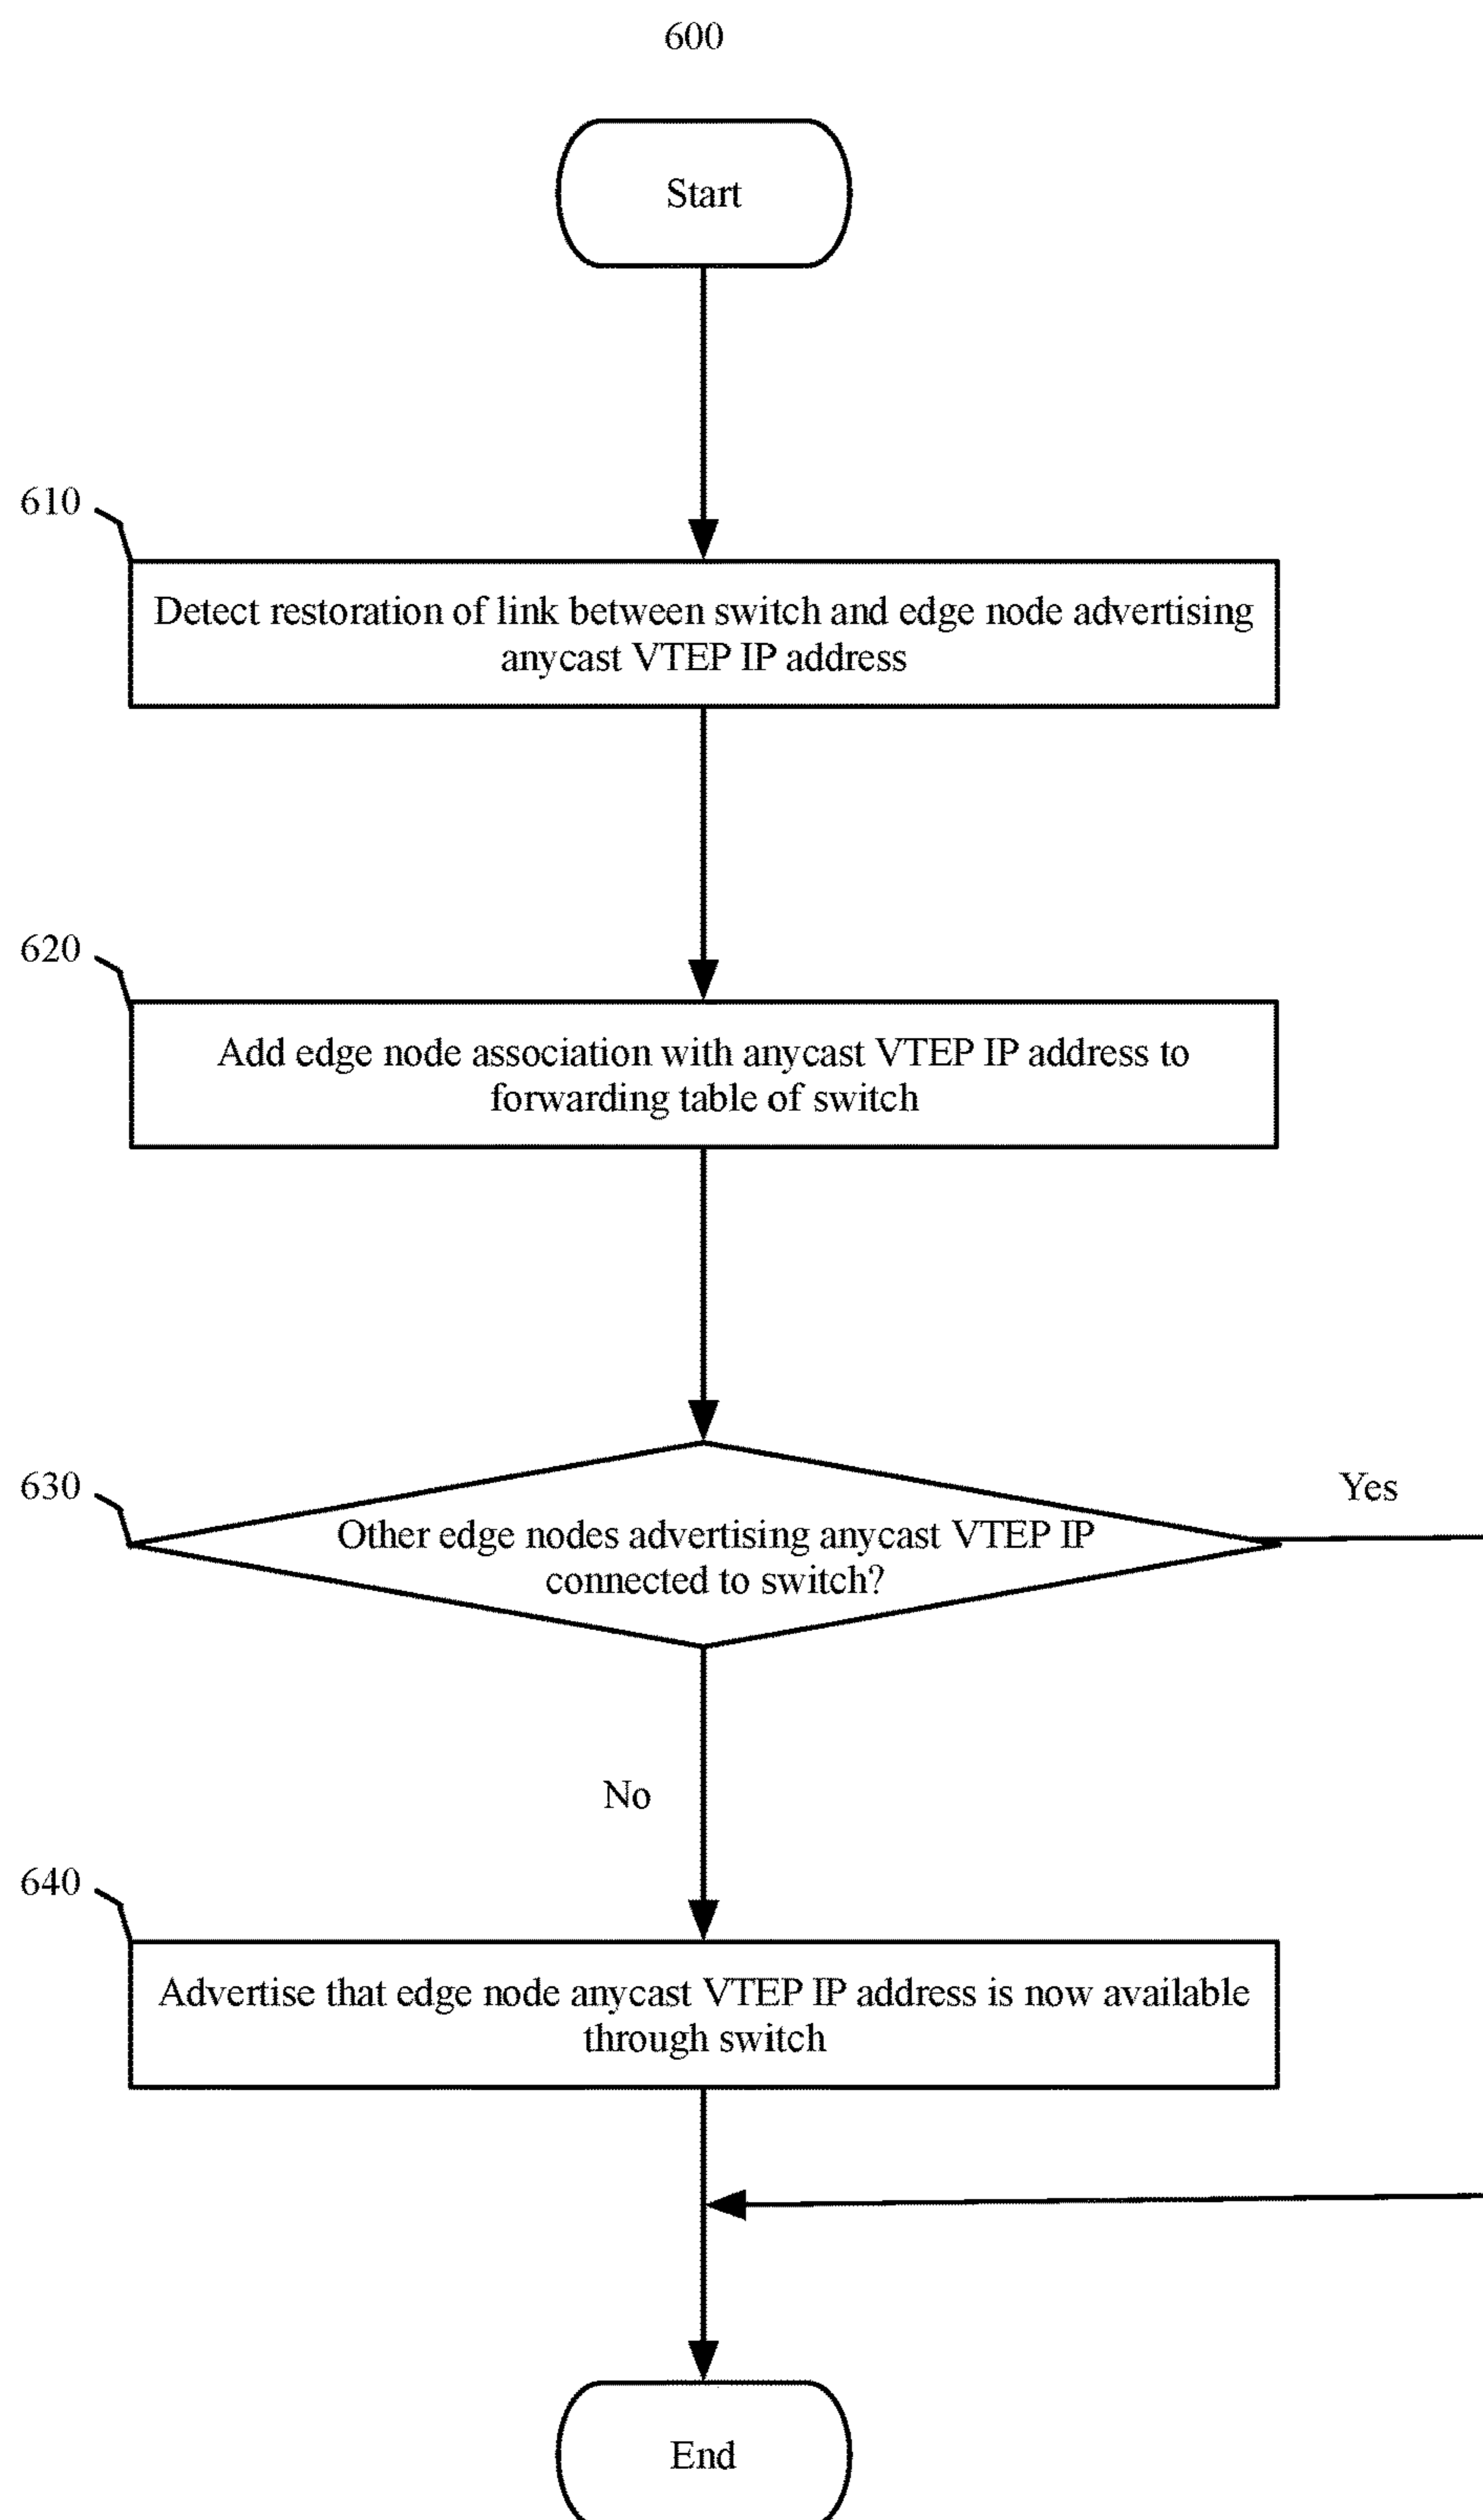 600
Start
610
Detect restoration of link between switch and edge node advertising
anycast VTEP IP address
620
Add edge node association with anycast VTEP IP address to
forwarding table of switch
630
Other edge nodes advertising anycast VTEP IP
connected to switch?
Yes
No
640
Advertise that edge node anycast VTEP IP address is now available
through switch
End